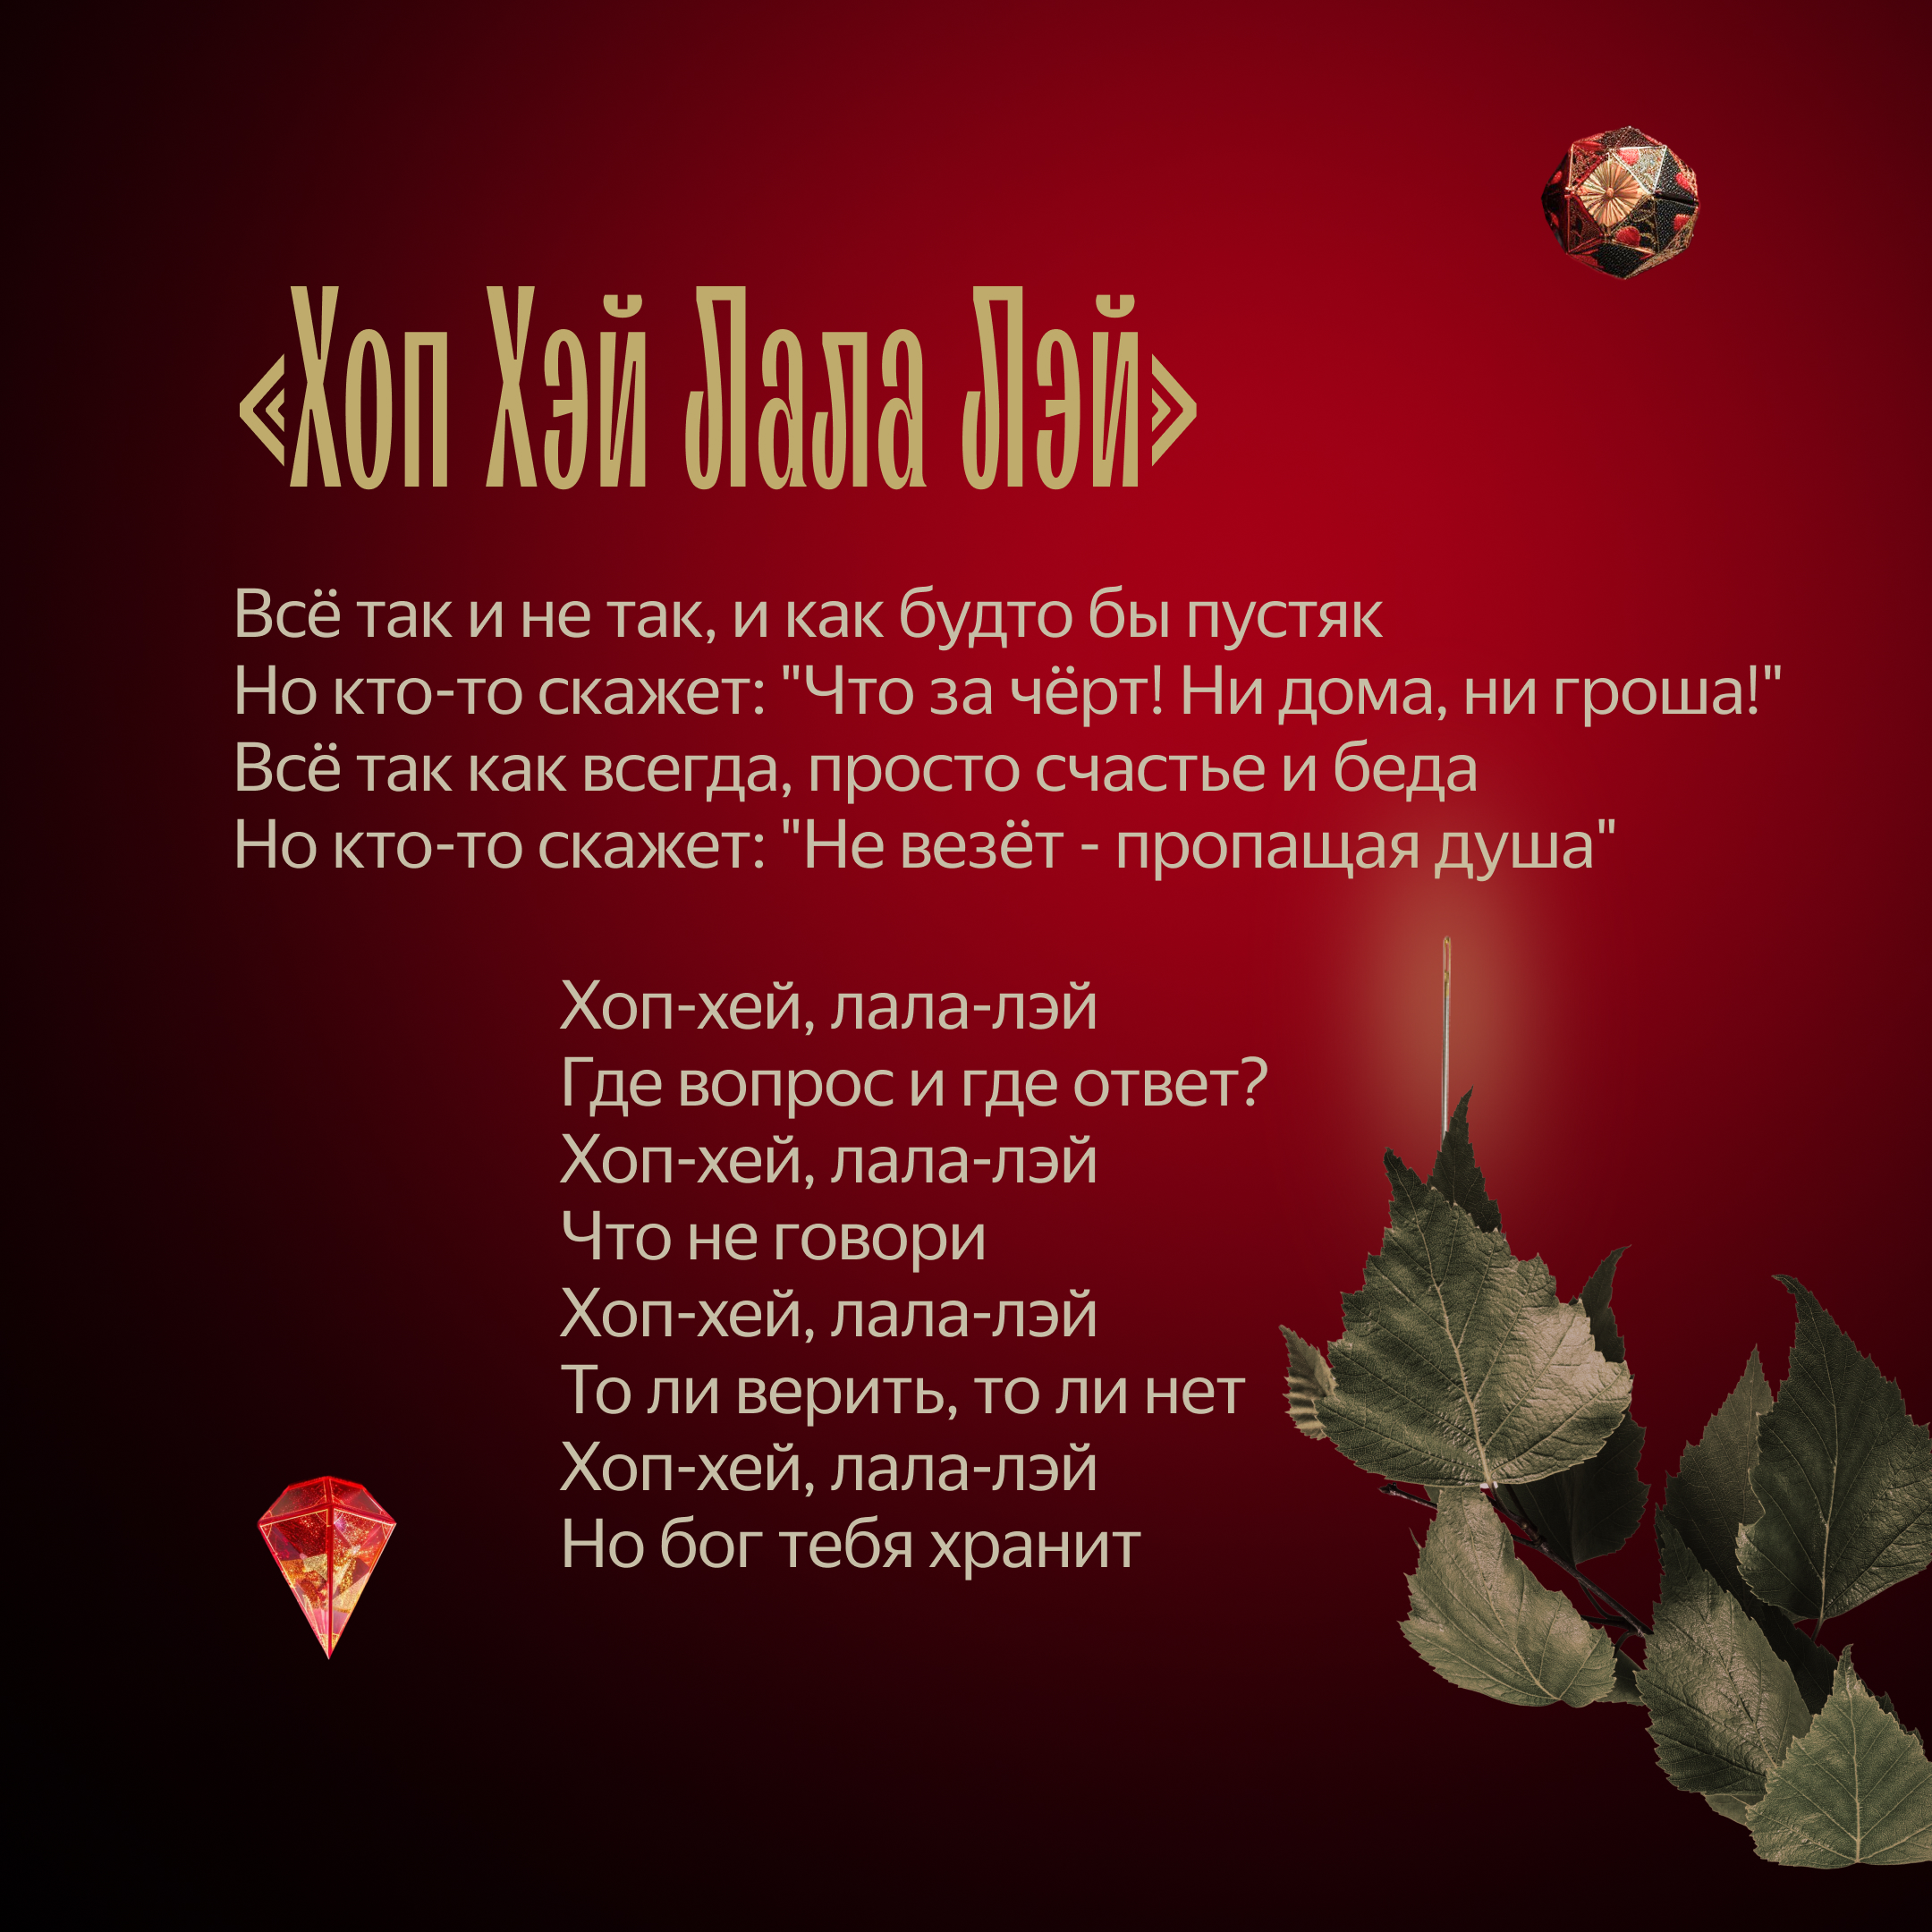 «Хоп Хэй Лала Лэй»
Всё так и не так, и как будто бы пустяк
Но кто-то скажет: "Что за чёрт! Ни дома, ни гроша!"
Всё так как всегда, просто счастье и беда
Но кто-то скажет: "Не везёт - пропащая душа"
Хоп-хей, лала-лэй
Где вопрос и где ответ?
Хоп-хей, лала-лэй
Что не говори
Хоп-хей, лала-лэй
То ли верить, то ли нет
Хоп-хей, лала-лэй
Но бог тебя хранит